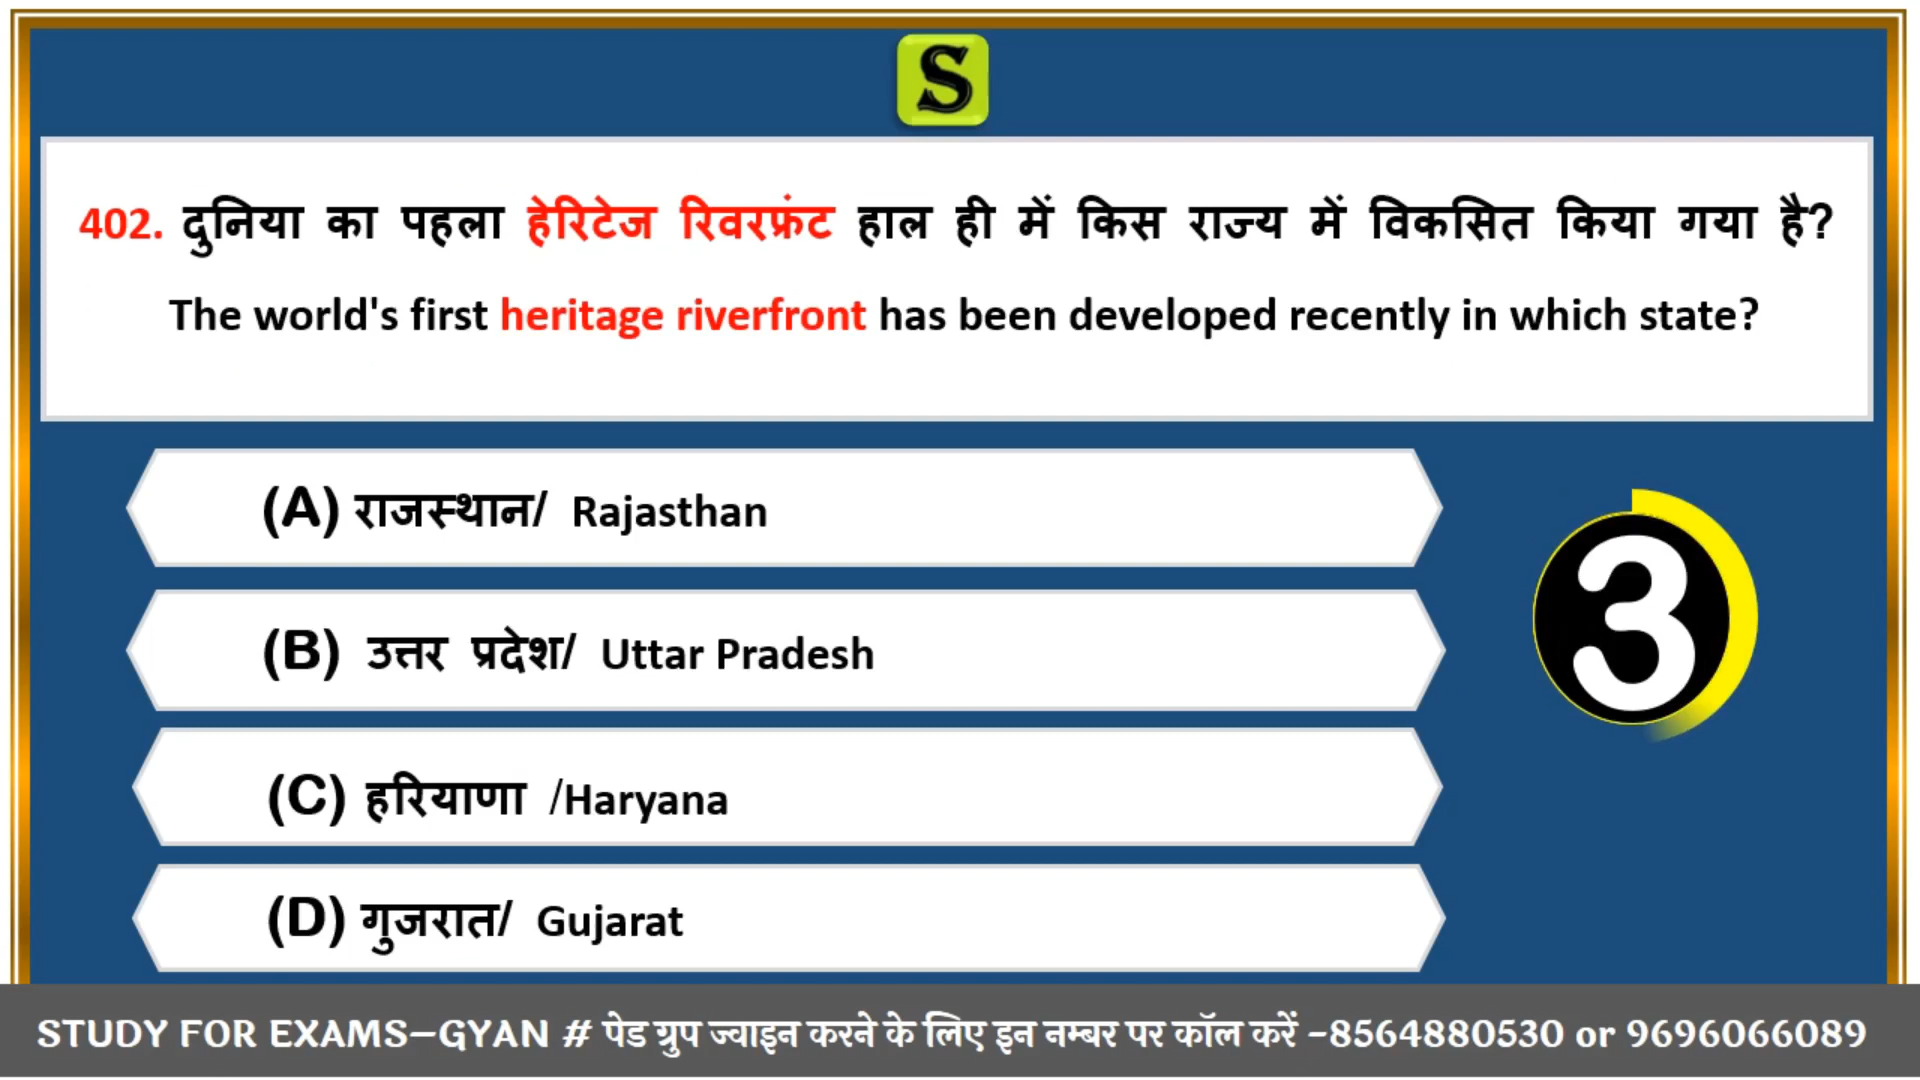 S
402. दुनिया का पहला हेरिटेज रिवरफ्रंट हाल ही में किस राज्य में विकसित किया गया है?
The world's first heritage riverfront has been developed recently in which state?
(A) राजस्थान/ Rajasthan
(B) उत्तर प्रदेश/ Uttar Pradesh
3
(C) हरियाणा /Haryana
(D) गुजरात/ Gujarat
STUDY FOR EXAMS–GYAN # पेड ग्रुप ज्वाइन करने के लिए इन नम्बर पर कॉल करें –8564880530 or 9696066089